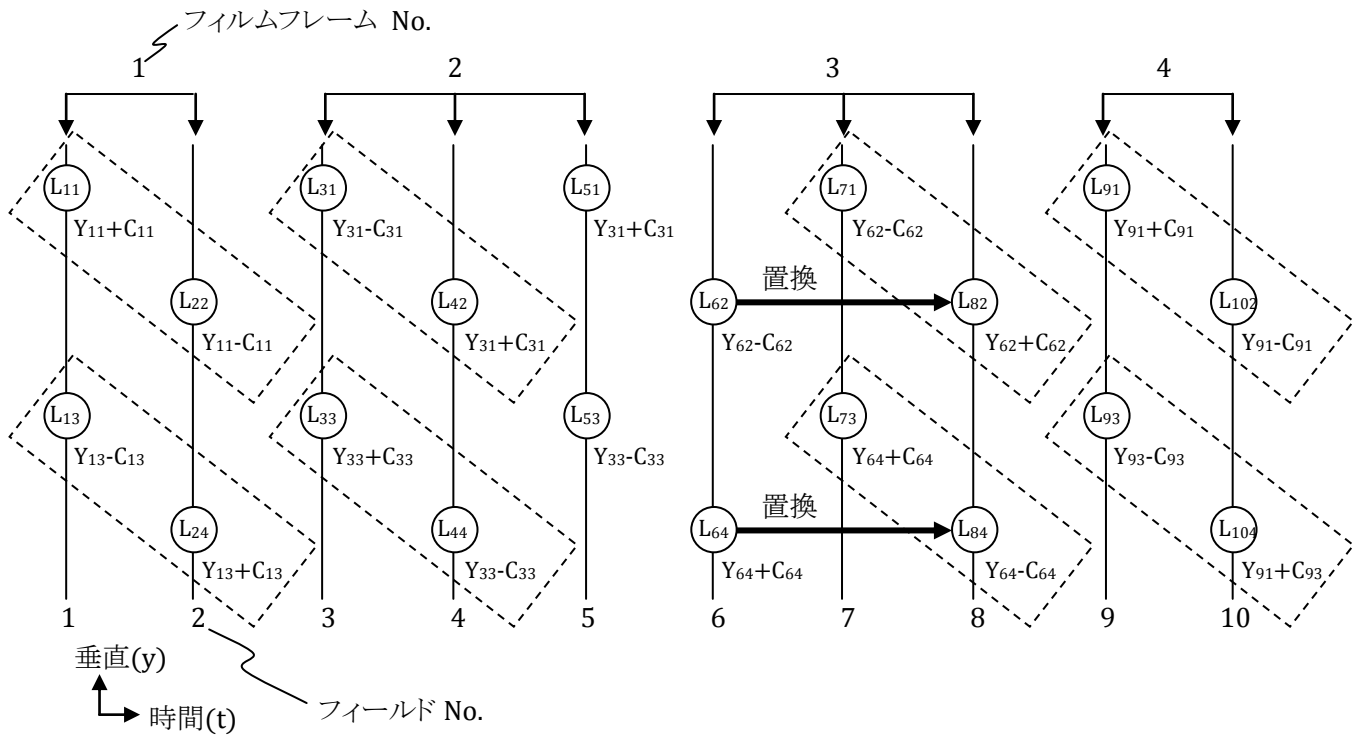 フィルムフレーム No.
1 2 3 4
L11 L31 L51 L71 L91
Y11+C11 Y31-C31 Y31+C31 Y62-C62 Y91+C91
置換
L22 L42 L62 L82 L102
Y11-C11 Y31+C31 Y62-C62 Y62+C62 Y91-C91
L13 L33 L53 L73 L93
Y13-C13 Y33+C33 Y33-C33 Y64+C64 Y93-C93
置換
L24 L44 L64 L84 L104
Y13+C13 Y33-C33 Y64+C64 Y64-C64 Y91+C93
1 2 3 4 5 6 7 8 9 10
垂直(y)
時間(t)
フィールド No.